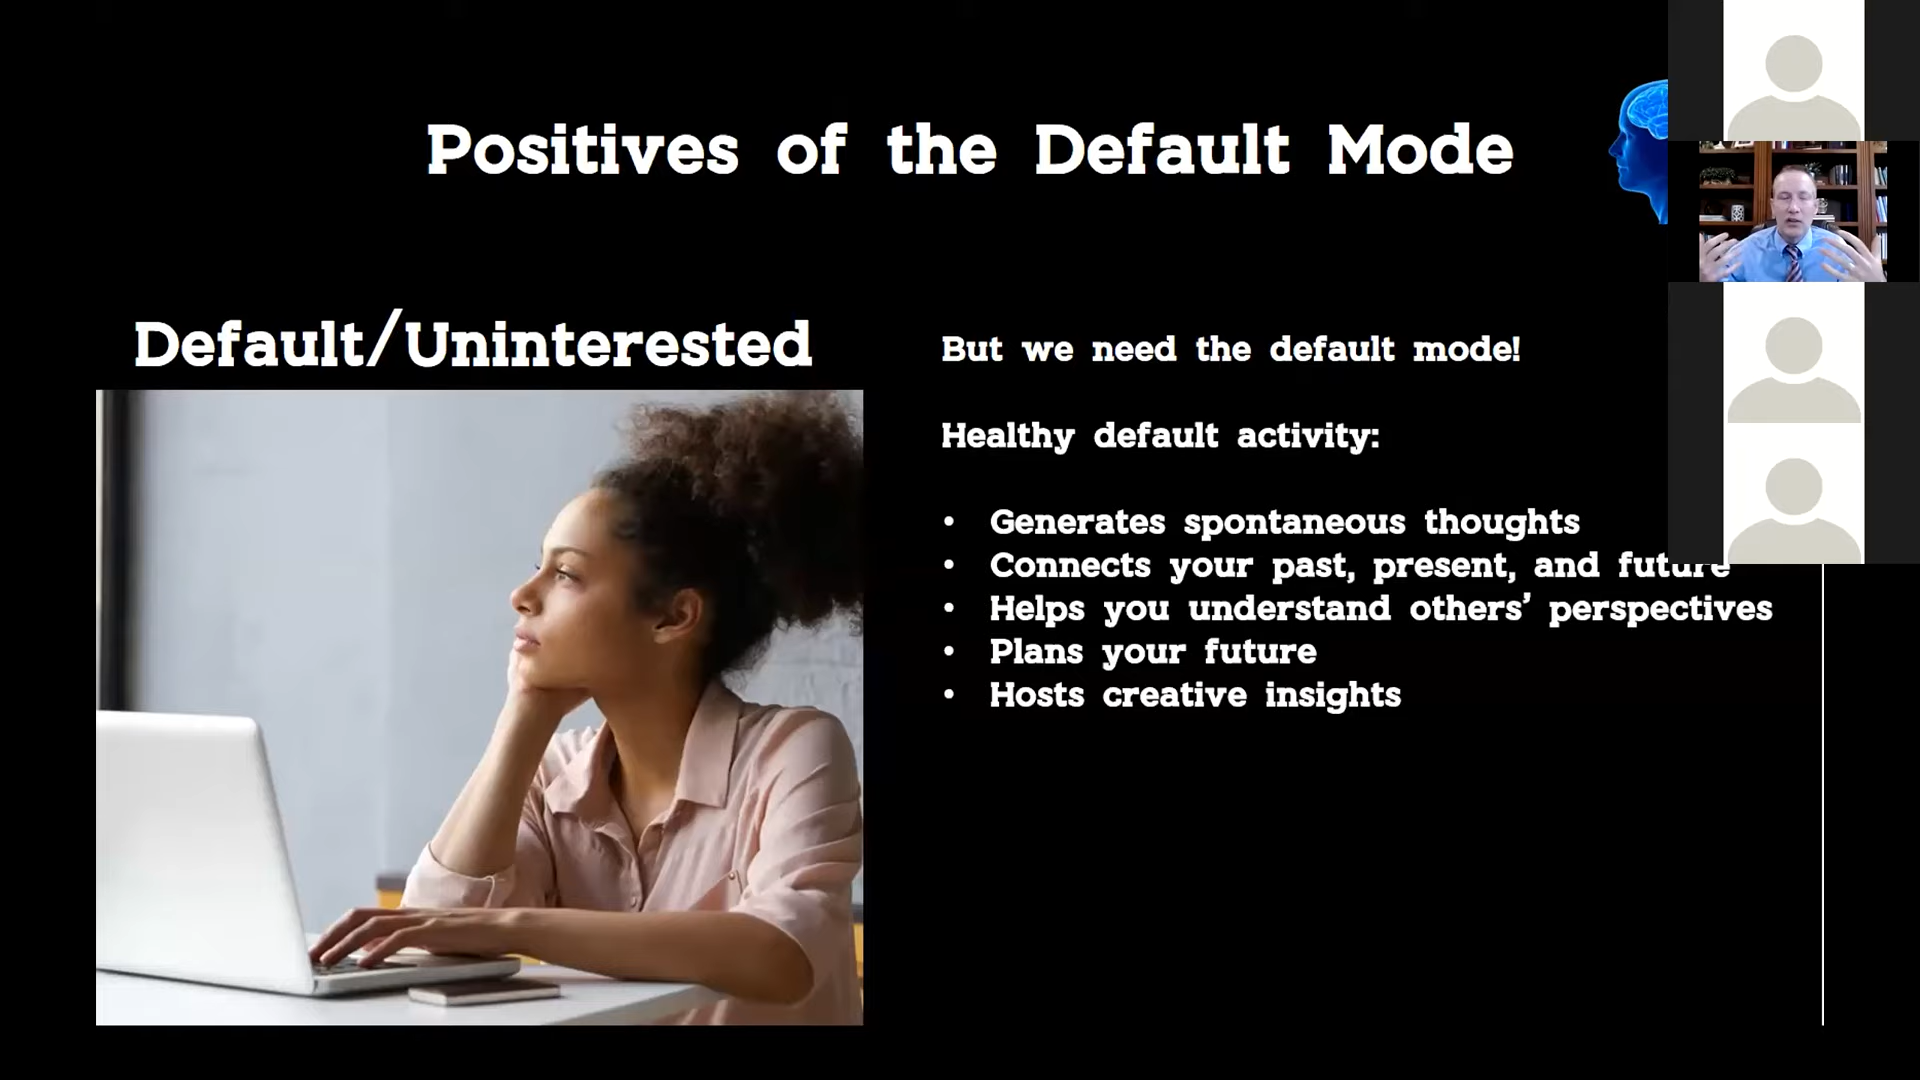 Positives of the Default Mode
Default/Uninterested
But we need the default mode!
Healthy default activity:
• Generates spontaneous thoughts
• Connects your past, present, and future
• Helps you understand others’ perspectives
• Plans your future
• Hosts creative insights